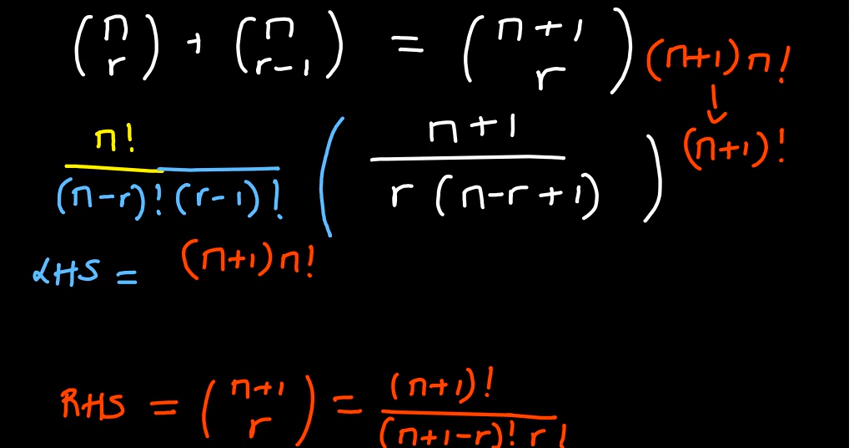 (n r) + (n r-1) = (n+1 r) (n+1) n!
↓
(n+1)!
n! / (n-r)! (r-1)! ( n+1 / r (n-r+1) )
LHS = (n+1) n!
RHS = (n+1 r) = (n+1)! / (n+1-r)! r!